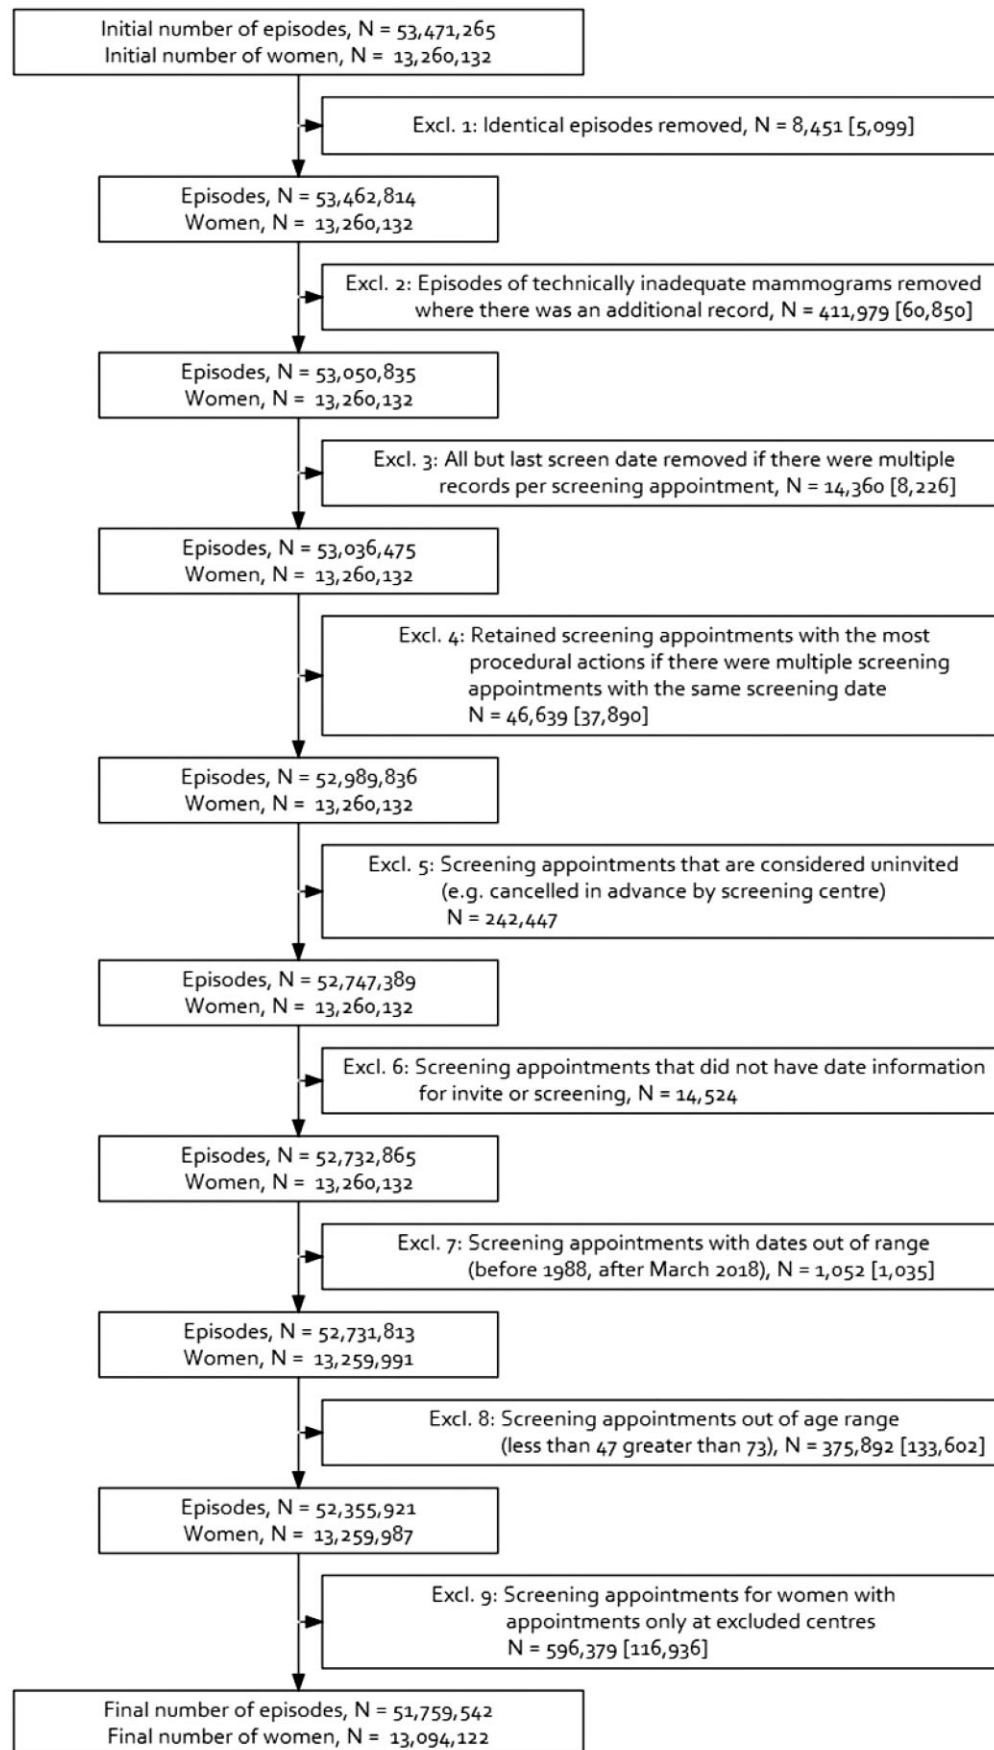 Initial number of episodes, N = 53,471,265
Initial number of women, N = 13,260,132
Excl. 1: Identical episodes removed, N = 8,451 [5,099]
Episodes, N = 53,462,814
Women, N = 13,260,132
Excl. 2: Episodes of technically inadequate mammograms removed
where there was an additional record, N = 411,979 [60,850]
Episodes, N = 53,050,835
Women, N = 13,260,132
Excl. 3: All but last screen date removed if there were multiple
records per screening appointment, N = 14,360 [8,226]
Episodes, N = 53,036,475
Women, N = 13,260,132
Excl. 4: Retained screening appointments with the most
procedural actions if there were multiple screening
appointments with the same screening date
N = 46,639 [37,890]
Episodes, N = 52,989,836
Women, N = 13,260,132
Excl. 5: Screening appointments that are considered uninvited
(e.g. cancelled in advance by screening centre)
N = 242,447
Episodes, N = 52,747,389
Women, N = 13,260,132
Excl. 6: Screening appointments that did not have date information
for invite or screening, N = 14,524
Episodes, N = 52,732,865
Women, N = 13,260,132
Excl. 7: Screening appointments with dates out of range
(before 1988, after March 2018), N = 1,052 [1,035]
Episodes, N = 52,731,813
Women, N = 13,259,991
Excl. 8: Screening appointments out of age range
(less than 47 greater than 73), N = 375,892 [133,602]
Episodes, N = 52,355,921
Women, N = 13,259,987
Excl. 9: Screening appointments for women with
appointments only at excluded centres
N = 596,379 [116,936]
Final number of episodes, N = 51,759,542
Final number of women, N = 13,094,122